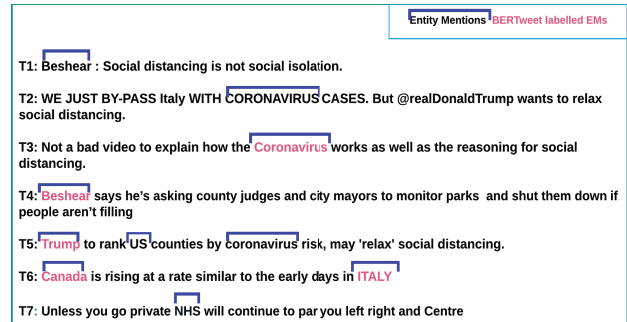 Entity Mentions BERTweet labelled EMs
T1: Beshear : Social distancing is not social isolation.
T2: WE JUST BY-PASS Italy WITH CORONAVIRUS CASES. But @realDonaldTrump wants to relax
social distancing.
T3: Not a bad video to explain how the Coronavirus works as well as the reasoning for social
distancing.
T4: Beshear says he's asking county judges and city mayors to monitor parks and shut them down if
people aren't filling
T5: Trump to rank US counties by coronavirus risk, may 'relax' social distancing.
T6: Canada is rising at a rate similar to the early days in ITALY
T7: Unless you go private NHS will continue to par you left right and Centre